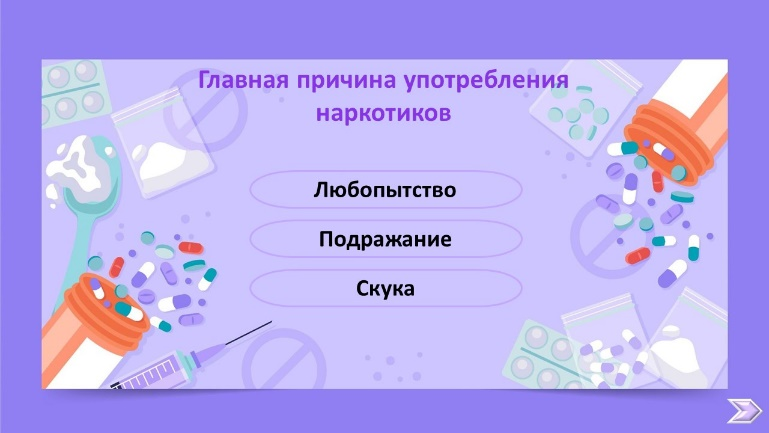 Главная причина употребления
наркотиков
Любопытство
Подражание
Скука